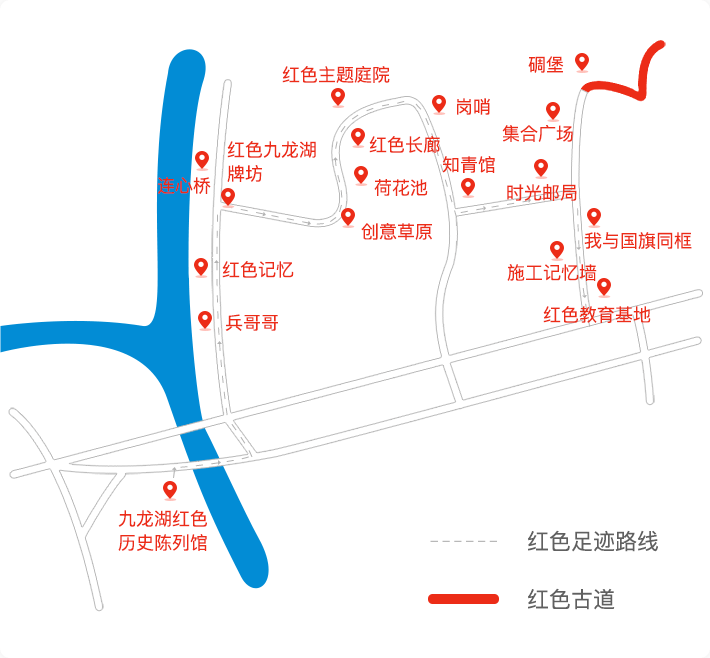 碉堡
红色主题庭院
岗哨
集合广场
红色长廊
红色九龙湖
牌坊
知青馆
连心桥
荷花池
时光邮局
创意草原
我与国旗同框
红色记忆
施工记忆墙
兵哥哥
红色教育基地
九龙湖红色
历史陈列馆
红色足迹路线
红色古道